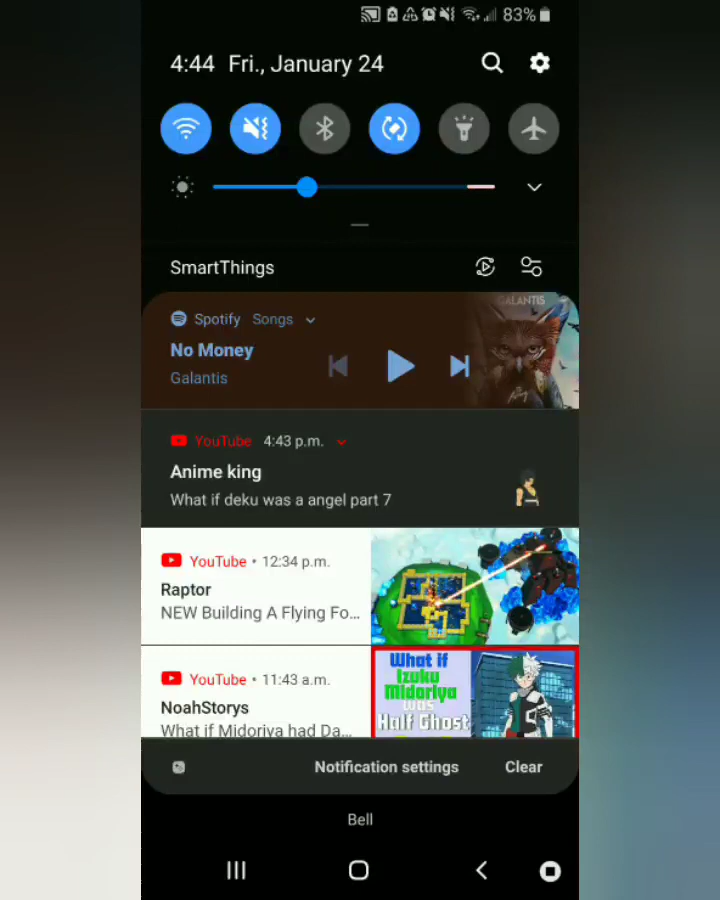 83%
4:44 Fri., January 24
SmartThings
GALANTIS
Spotify Songs
No Money
Galantis
YouTube 4:43 p.m.
Anime king
What if deku was a angel part 7
YouTube • 12:34 p.m.
Raptor
NEW Building A Flying Fo...
YouTube • 11:43 a.m.
NoahStorys
What if Midoriya had Da...
What if
Izuku
Midoriya
was
Half Ghost
Notification settings Clear
Bell